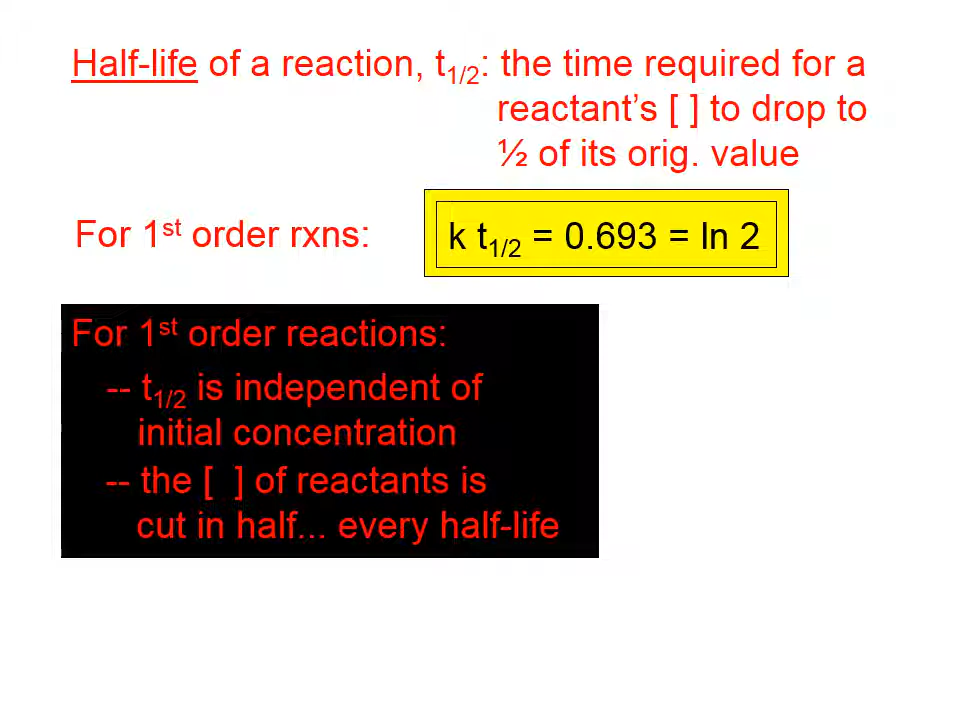 Half-life of a reaction, t1/2: the time required for a
reactant’s [ ] to drop to
½ of its orig. value
For 1st order rxns:
k t1/2 = 0.693 = ln 2
For 1st order reactions:
-- t1/2 is independent of
initial concentration
-- the [ ] of reactants is
cut in half... every half-life